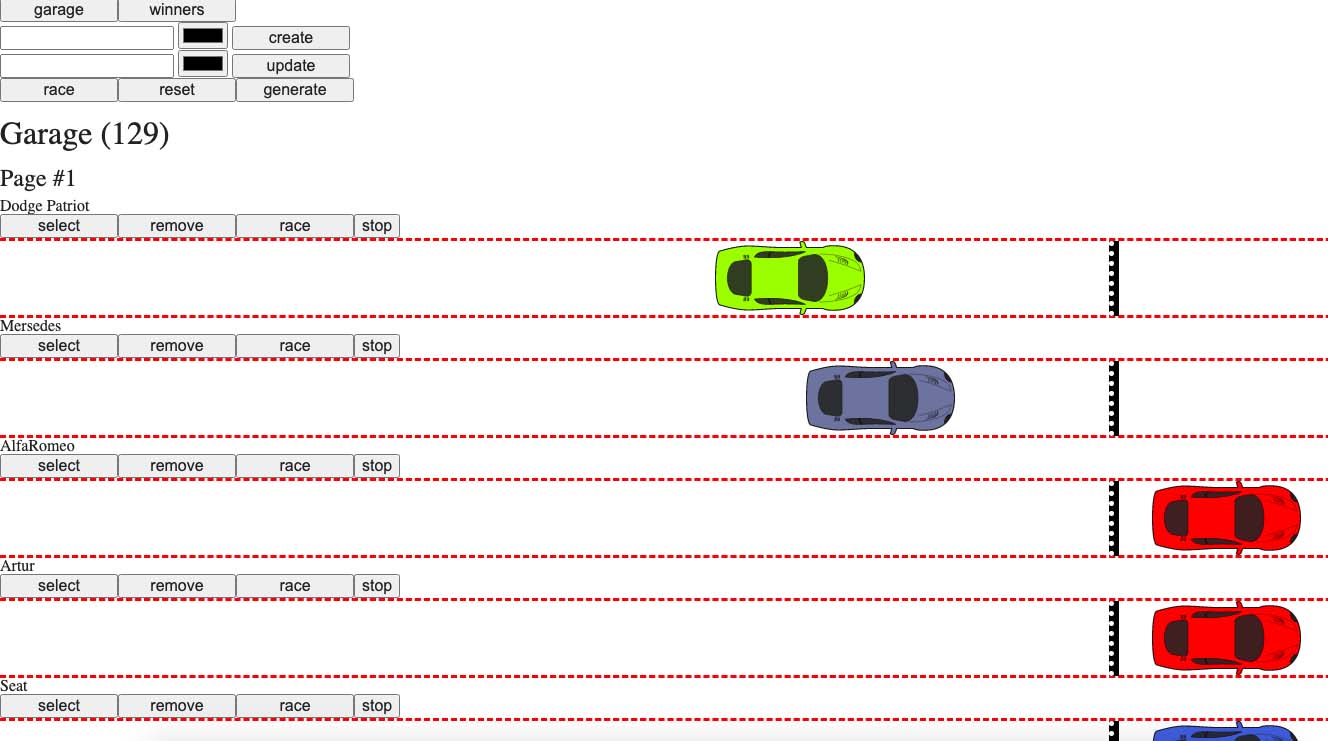 garage winners
create
update
race reset generate
Garage (129)
Page #1
Dodge Patriot
select remove race stop
Mersedes
select remove race stop
AlfaRomeo
select remove race stop
Artur
select remove race stop
Seat
select remove race stop